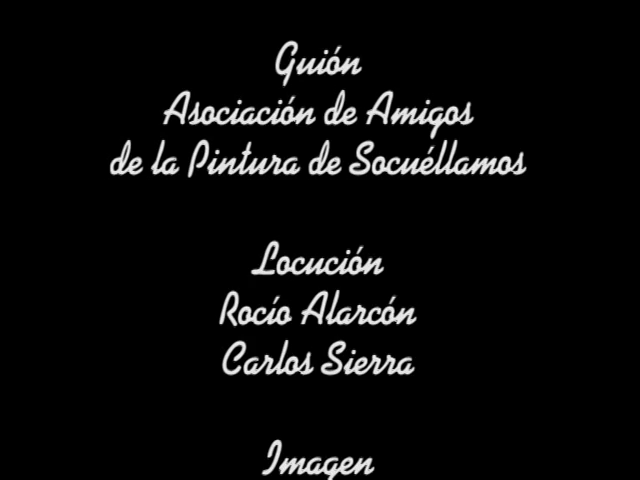 Guión
Asociación de Amigos
de la Pintura de Socuéllamos
Locución
Rocío Alarcón
Carlos Sierra
Imagen